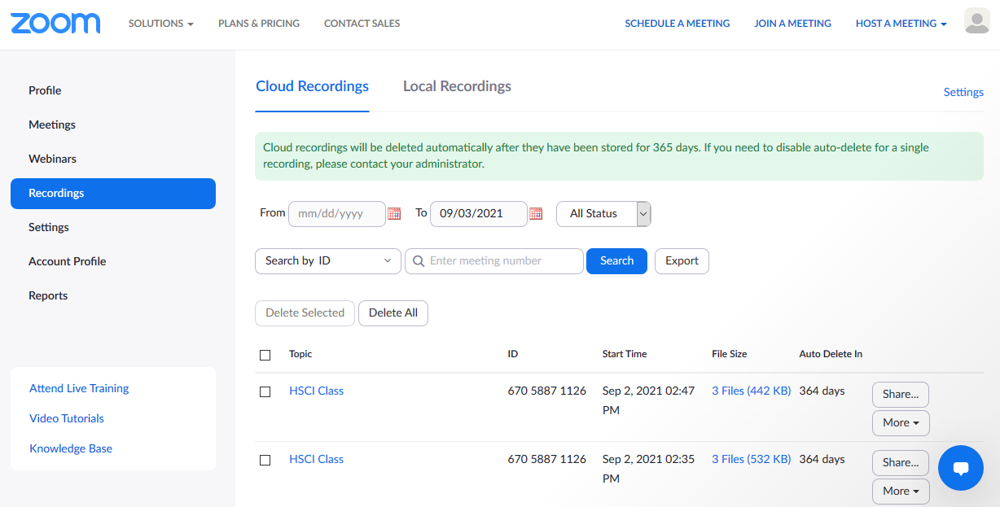 zoom SOLUTIONS PLANS & PRICING CONTACT SALES SCHEDULE A MEETING JOIN A MEETING HOST A MEETING
Profile
Meetings
Webinars
Recordings
Settings
Account Profile
Reports
Attend Live Training
Video Tutorials
Knowledge Base
Cloud Recordings Local Recordings
Settings
Cloud recordings will be deleted automatically after they have been stored for 365 days. If you need to disable auto-delete for a single
recording, please contact your administrator.
From mm/dd/yyyy To 09/03/2021 All Status
Search by ID Enter meeting number Search Export
Delete Selected Delete All
Topic ID Start Time File Size Auto Delete In
HSCI Class 670 5887 1126 Sep 2, 2021 02:47 3 Files (442 KB) 364 days Share...
PM
More
HSCI Class 670 5887 1126 Sep 2, 2021 02:35 3 Files (532 KB) 364 days Share...
PM
More